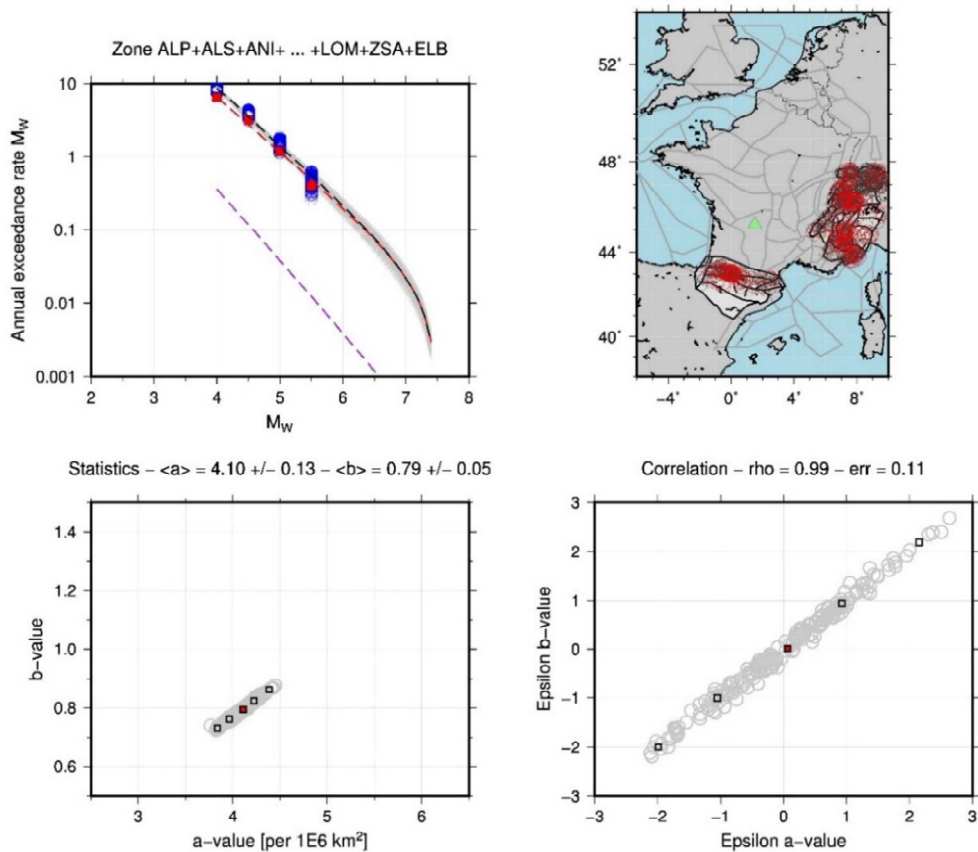 Zone ALP+ALS+ANI+ ... +LOM+ZSA+ELB
10
1
0.1
0.01
0.001
Annual exceedance rate M_W
2 3 4 5 6 7 8
M_W
52°
48°
44°
40°
−4° 0° 4° 8°
Statistics − <a> = 4.10 +/− 0.13 − <b> = 0.79 +/− 0.05
1.4
1.2
1.0
0.8
0.6
b−value
3 4 5 6
a−value [per 1E6 km²]
Correlation − rho = 0.99 − err = 0.11
3
2
1
0
−1
−2
−3
Epsilon b−value
−3 −2 −1 0 1 2 3
Epsilon a−value